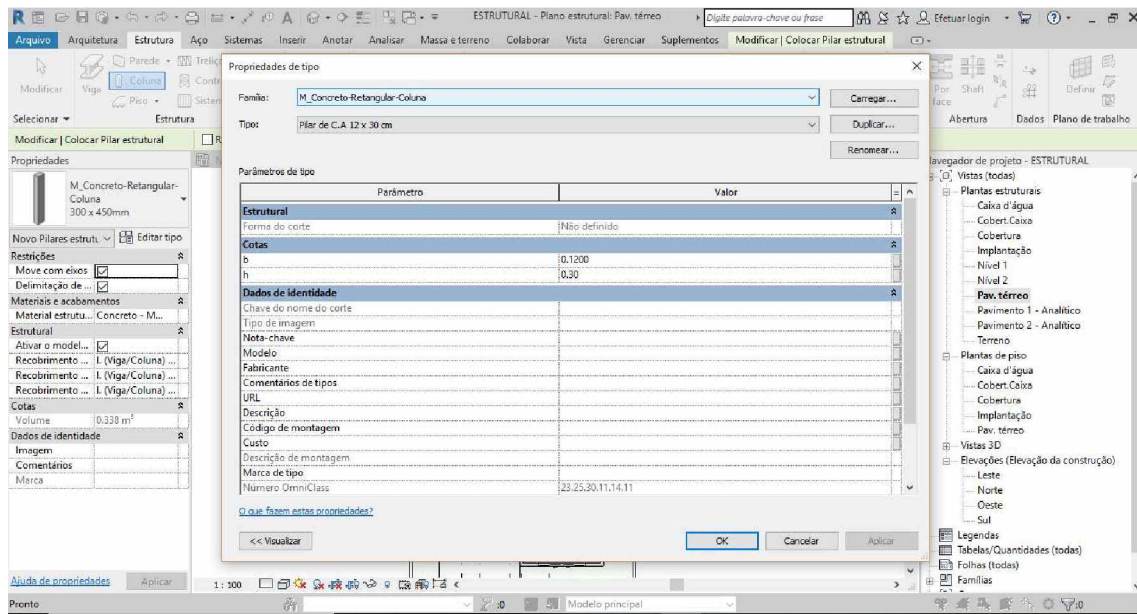 ESTRUTURAL - Plano estrutural: Pav. térreo
Digite palavra-chave ou frase
Efetuar login
Arquivo Arquitetura Estrutura Aço Sistemas Inserir Anotar Analisar Massa e terreno Colaborar Vista Gerenciar Suplementos Modificar | Colocar Pilar estrutural
Modificar
Viga
Parede
Coluna
Piso
Shaft
Definir
Selecionar
Estrutura
Abertura
Dados
Plano de trabalho
Modificar | Colocar Pilar estrutural
Propriedades
M_Concreto-Retangular-
Coluna
300 x 450mm
Novo Pilares estrutu
Editar tipo
Restrições
Move com eixos
Delimitação de ...
Materiais e acabamentos
Material estrutu... Concreto - M...
Estrutural
Ativar o model...
Recobrimento ... I. (Viga/Coluna) ...
Recobrimento ... I. (Viga/Coluna) ...
Recobrimento ... I. (Viga/Coluna) ...
Cotas
Volume 0.338 m³
Dados de identidade
Imagem
Comentários
Marca
Ajuda de propriedades
Aplicar
Pronto
Propriedades de tipo
Família: M_Concreto-Retangular-Coluna Carregar...
Tipo: Pilar de C.A 12 x 30 cm Duplicar...
Renomear...
Parâmetros de tipo
Parâmetro Valor =
Estrutural
Forma do corte Não definido
Cotas
b 0.1200
h 0.30
Dados de identidade
Chave do nome do corte
Tipo de imagem
Nota-chave
Modelo
Fabricante
Comentários de tipos
URL
Descrição
Código de montagem
Custo
Descrição de montagem
Marca de tipo
Número OmniClass 23.25.30.11.14.11
O que fazem estas propriedades?
<< Visualizar OK Cancelar Aplicar
1 : 100
:0
Modelo principal
:0
Navegador de projeto - ESTRUTURAL
Vistas (todas)
Plantas estruturais
Caixa d'água
Cobert.Caixa
Cobertura
Implantação
Nível 1
Nível 2
Pav. térreo
Pavimento 1 - Analítico
Pavimento 2 - Analítico
Terreno
Plantas de piso
Caixa d'água
Cobert.Caixa
Cobertura
Implantação
Pav. térreo
Vistas 3D
Elevações (Elevação da construção)
Leste
Norte
Oeste
Sul
Legendas
Tabelas/Quantidades (todas)
Folhas (todas)
Famílias